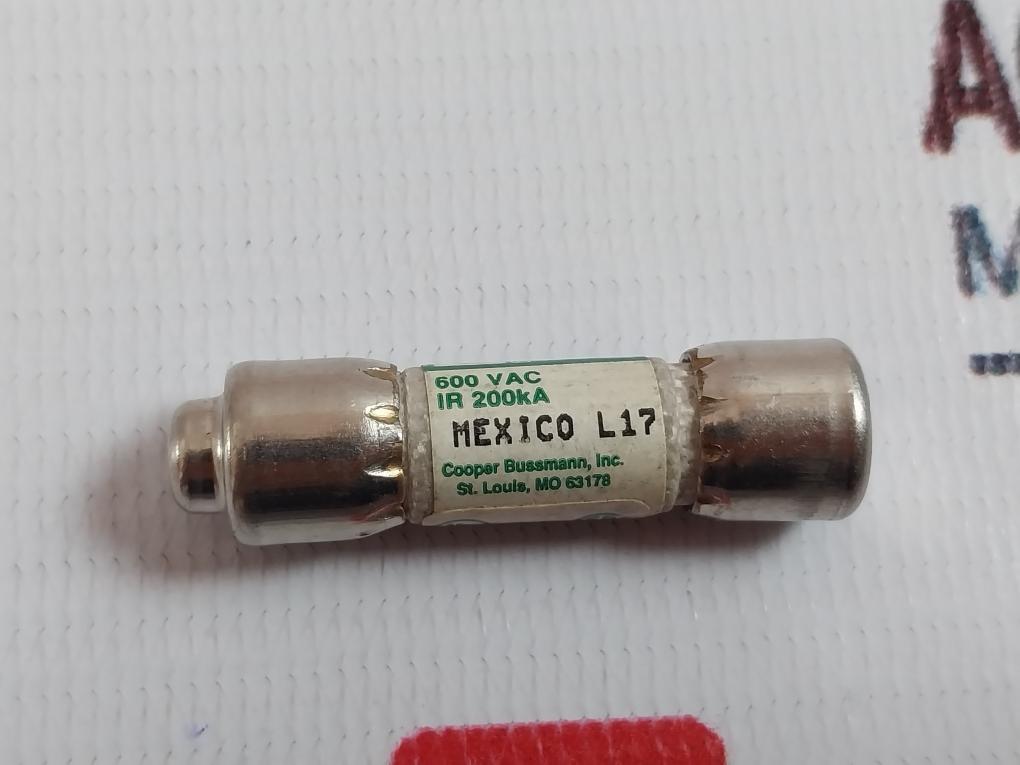 600 VAC
IR 200kA
MEXICO L17
Cooper Bussmann, Inc.
St. Louis, MO 63178
A
M